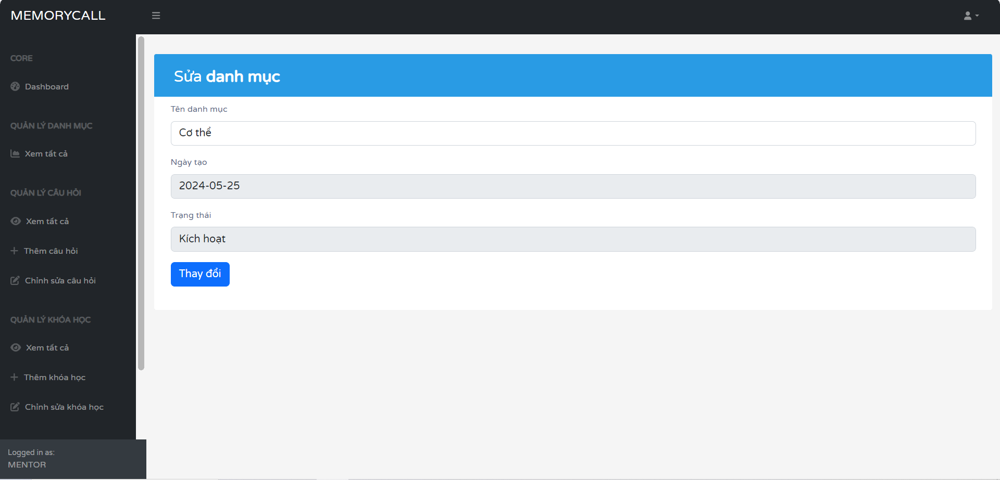 MEMORYCALL
CORE
Dashboard
QUẢN LÝ DANH MỤC
Xem tất cả
QUẢN LÝ CÂU HỎI
Xem tất cả
Thêm câu hỏi
Chỉnh sửa câu hỏi
QUẢN LÝ KHÓA HỌC
Xem tất cả
Thêm khóa học
Chỉnh sửa khóa học
Logged in as:
MENTOR
Sửa danh mục
Tên danh mục
Cơ thể
Ngày tạo
2024-05-25
Trạng thái
Kích hoạt
Thay đổi